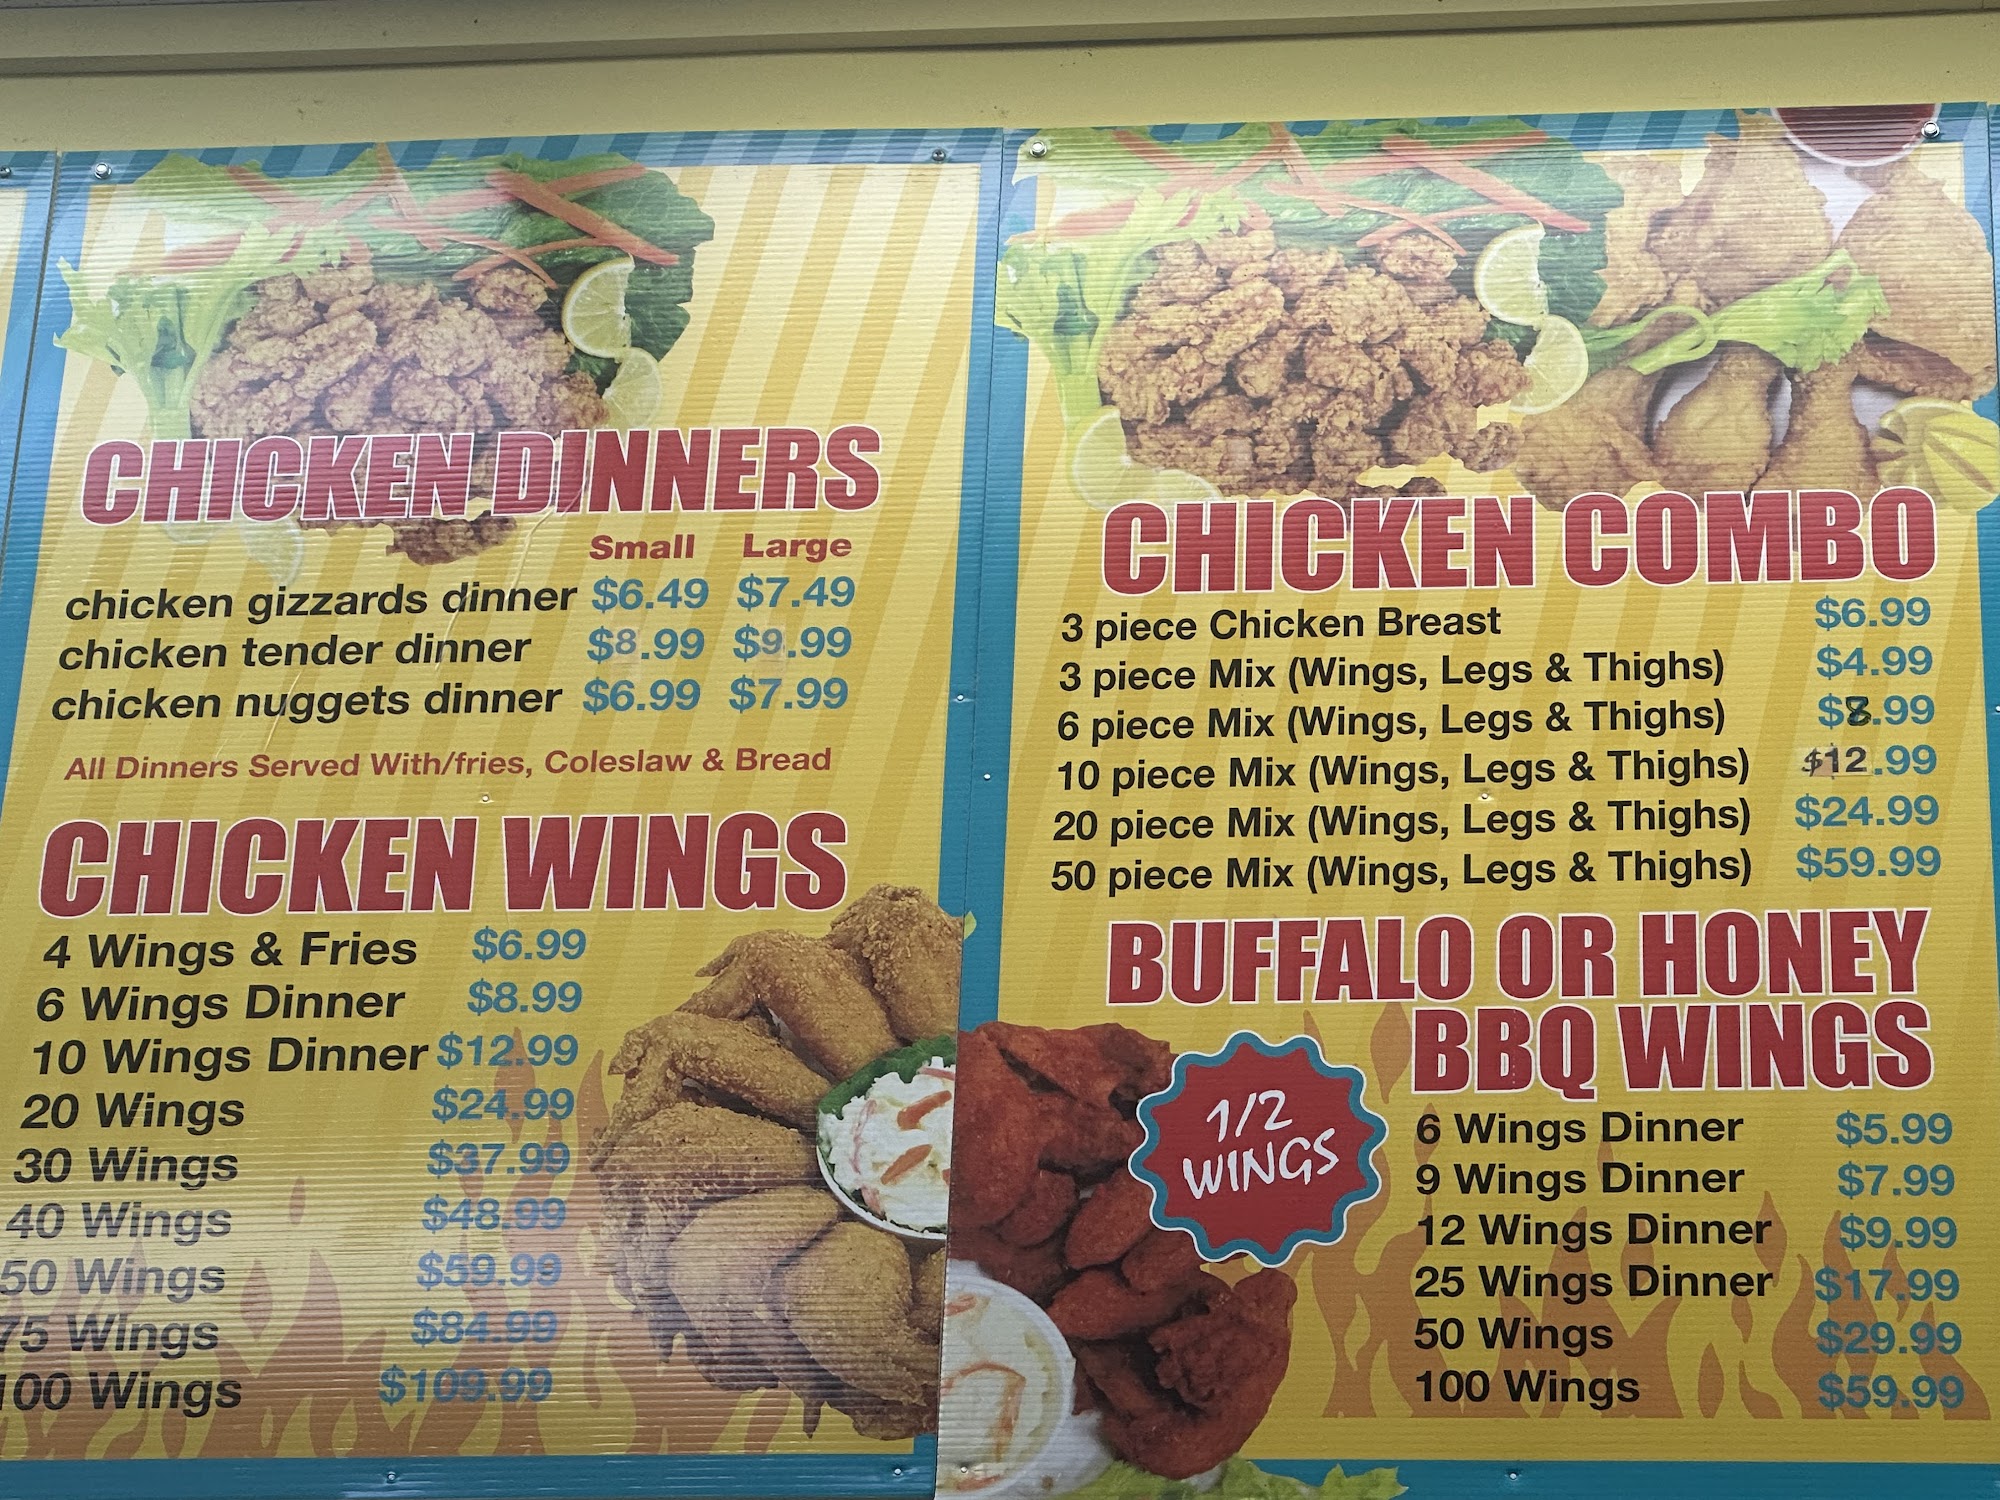 CHICKEN DINNERS
Small Large
chicken gizzards dinner $6.49 $7.49
chicken tender dinner $8.99 $9.99
chicken nuggets dinner $6.99 $7.99
All Dinners Served With/fries, Coleslaw & Bread
CHICKEN WINGS
4 Wings & Fries $6.99
6 Wings Dinner $8.99
10 Wings Dinner $12.99
20 Wings $24.99
30 Wings $37.99
40 Wings $48.99
50 Wings $59.99
75 Wings $84.99
100 Wings $109.99
CHICKEN COMBO
3 piece Chicken Breast $6.99
3 piece Mix (Wings, Legs & Thighs) $4.99
6 piece Mix (Wings, Legs & Thighs) $8.99
10 piece Mix (Wings, Legs & Thighs) $12.99
20 piece Mix (Wings, Legs & Thighs) $24.99
50 piece Mix (Wings, Legs & Thighs) $59.99
BUFFALO OR HONEY
BBQ WINGS
1/2
WINGS
6 Wings Dinner $5.99
9 Wings Dinner $7.99
12 Wings Dinner $9.99
25 Wings Dinner $17.99
50 Wings $29.99
100 Wings $59.99